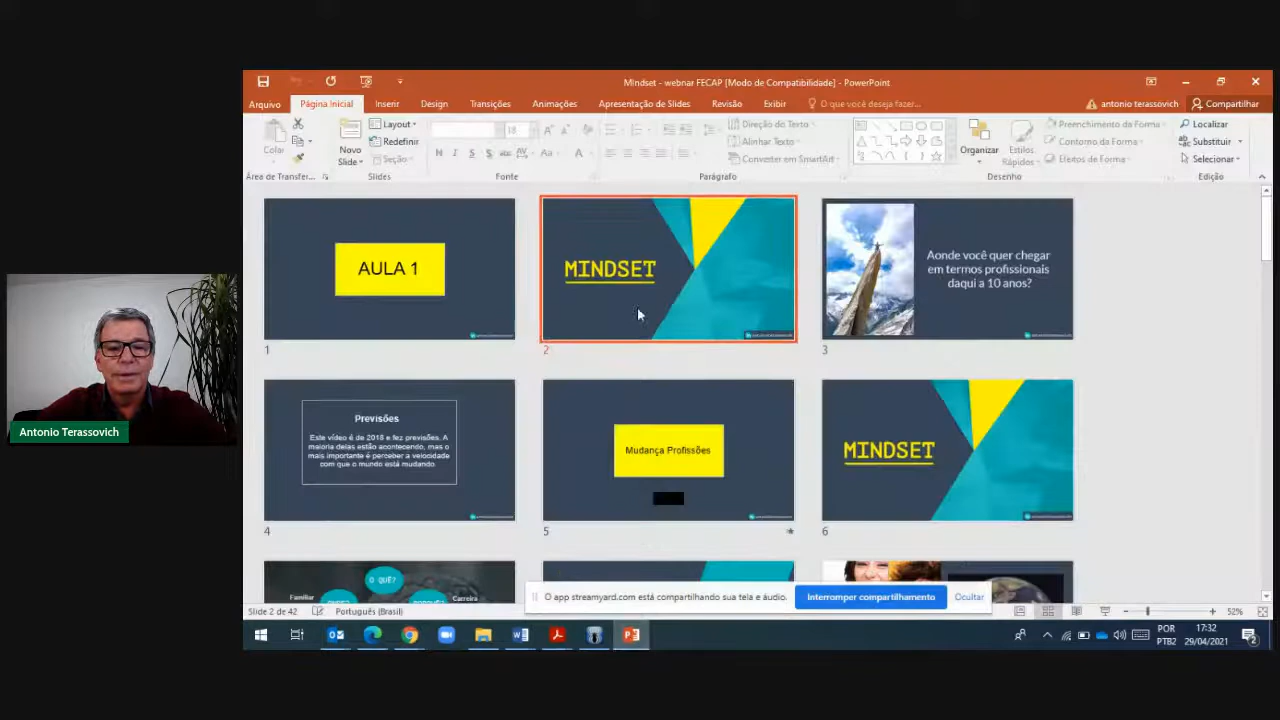 Mindset - webnar FECAP [Modo de Compatibilidade] - PowerPoint
Arquivo
Página Inicial
Inserir
Design
Transições
Animações
Apresentação de Slides
Revisão
Exibir
O que você deseja fazer...
antonio terassovich
Compartilhar
Colar
Novo
Slide
Layout
Redefinir
Seção
18
Direção do Texto
Alinhar Texto
Converter em SmartArt
Organizar
Estilos
Rápidos
Preenchimento da Forma
Contorno da Forma
Efeitos de Forma
Localizar
Substituir
Selecionar
Área de Transfer...
Slides
Fonte
Parágrafo
Desenho
Edição
AULA 1
1
MINDSET
2
Aonde você quer chegar
em termos profissionais
daqui a 10 anos?
3
Antonio Terassovich
Previsões
Este vídeo é de 2018 e fez previsões. A
maioria delas estão acontecendo, mas o
mais importante é perceber a velocidade
com que o mundo está mudando
4
Mudança Profissões
5
MINDSET
6
O QUÊ?
Familiar
Carreira
O app streamyard.com está compartilhando sua tela e áudio.
Interromper compartilhamento
Ocultar
Slide 2 de 42
Português (Brasil)
52%
POR
PTB2
17:32
29/04/2021
2